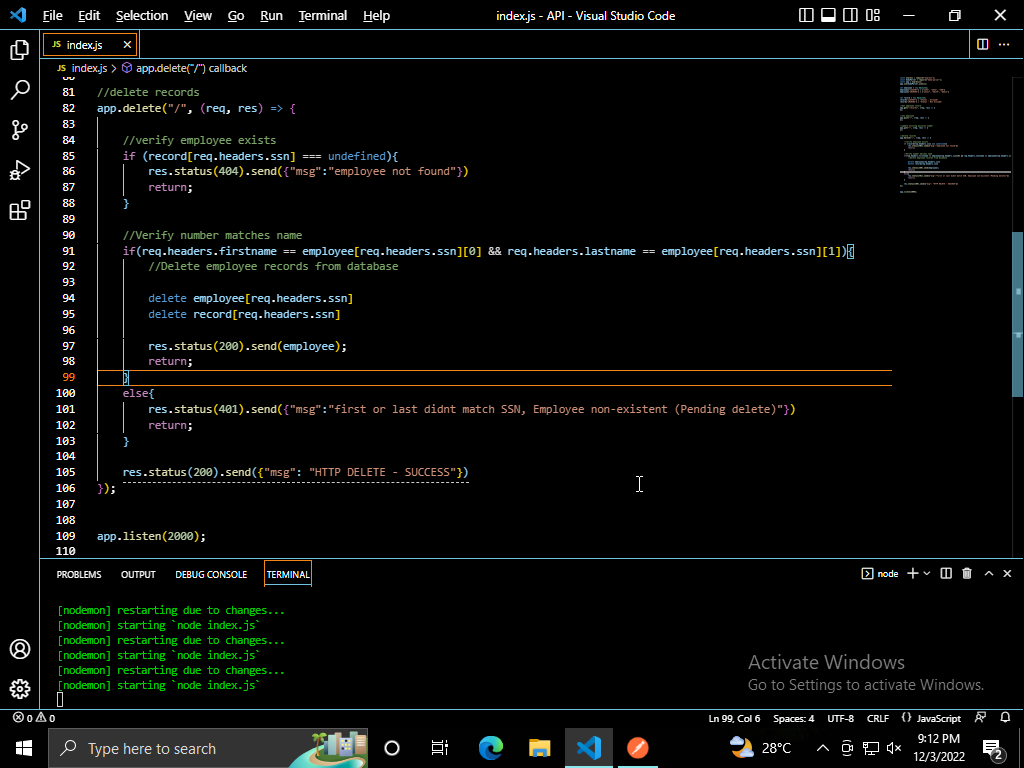 File Edit Selection View Go Run Terminal Help index.js - API - Visual Studio Code
JS index.js
JS index.js > app.delete("/") callback
80
81 //delete records
82 app.delete("/", (req, res) => {
83
84 //verify employee exists
85 if (record[req.headers.ssn] === undefined){
86 res.status(404).send({"msg":"employee not found"})
87 return;
88 }
89
90 //Verify number matches name
91 if(req.headers.firstname == employee[req.headers.ssn][0] && req.headers.lastname == employee[req.headers.ssn][1]){
92 //Delete employee records from database
93
94 delete employee[req.headers.ssn]
95 delete record[req.headers.ssn]
96
97 res.status(200).send(employee);
98 return;
99 }
100 else{
101 res.status(401).send({"msg":"first or last didnt match SSN, Employee non-existent (Pending delete)"})
102 return;
103 }
104
105 res.status(200).send({"msg": "HTTP DELETE - SUCCESS"})
106 });
107
108
109 app.listen(2000);
110
PROBLEMS OUTPUT DEBUG CONSOLE TERMINAL node
[nodemon] restarting due to changes...
[nodemon] starting `node index.js`
[nodemon] restarting due to changes...
[nodemon] starting `node index.js`
[nodemon] restarting due to changes...
[nodemon] starting `node index.js`
Activate Windows
Go to Settings to activate Windows.
0 0 Ln 99, Col 6 Spaces: 4 UTF-8 CRLF {} JavaScript
Type here to search 28°C 9:12 PM
12/3/2022
2